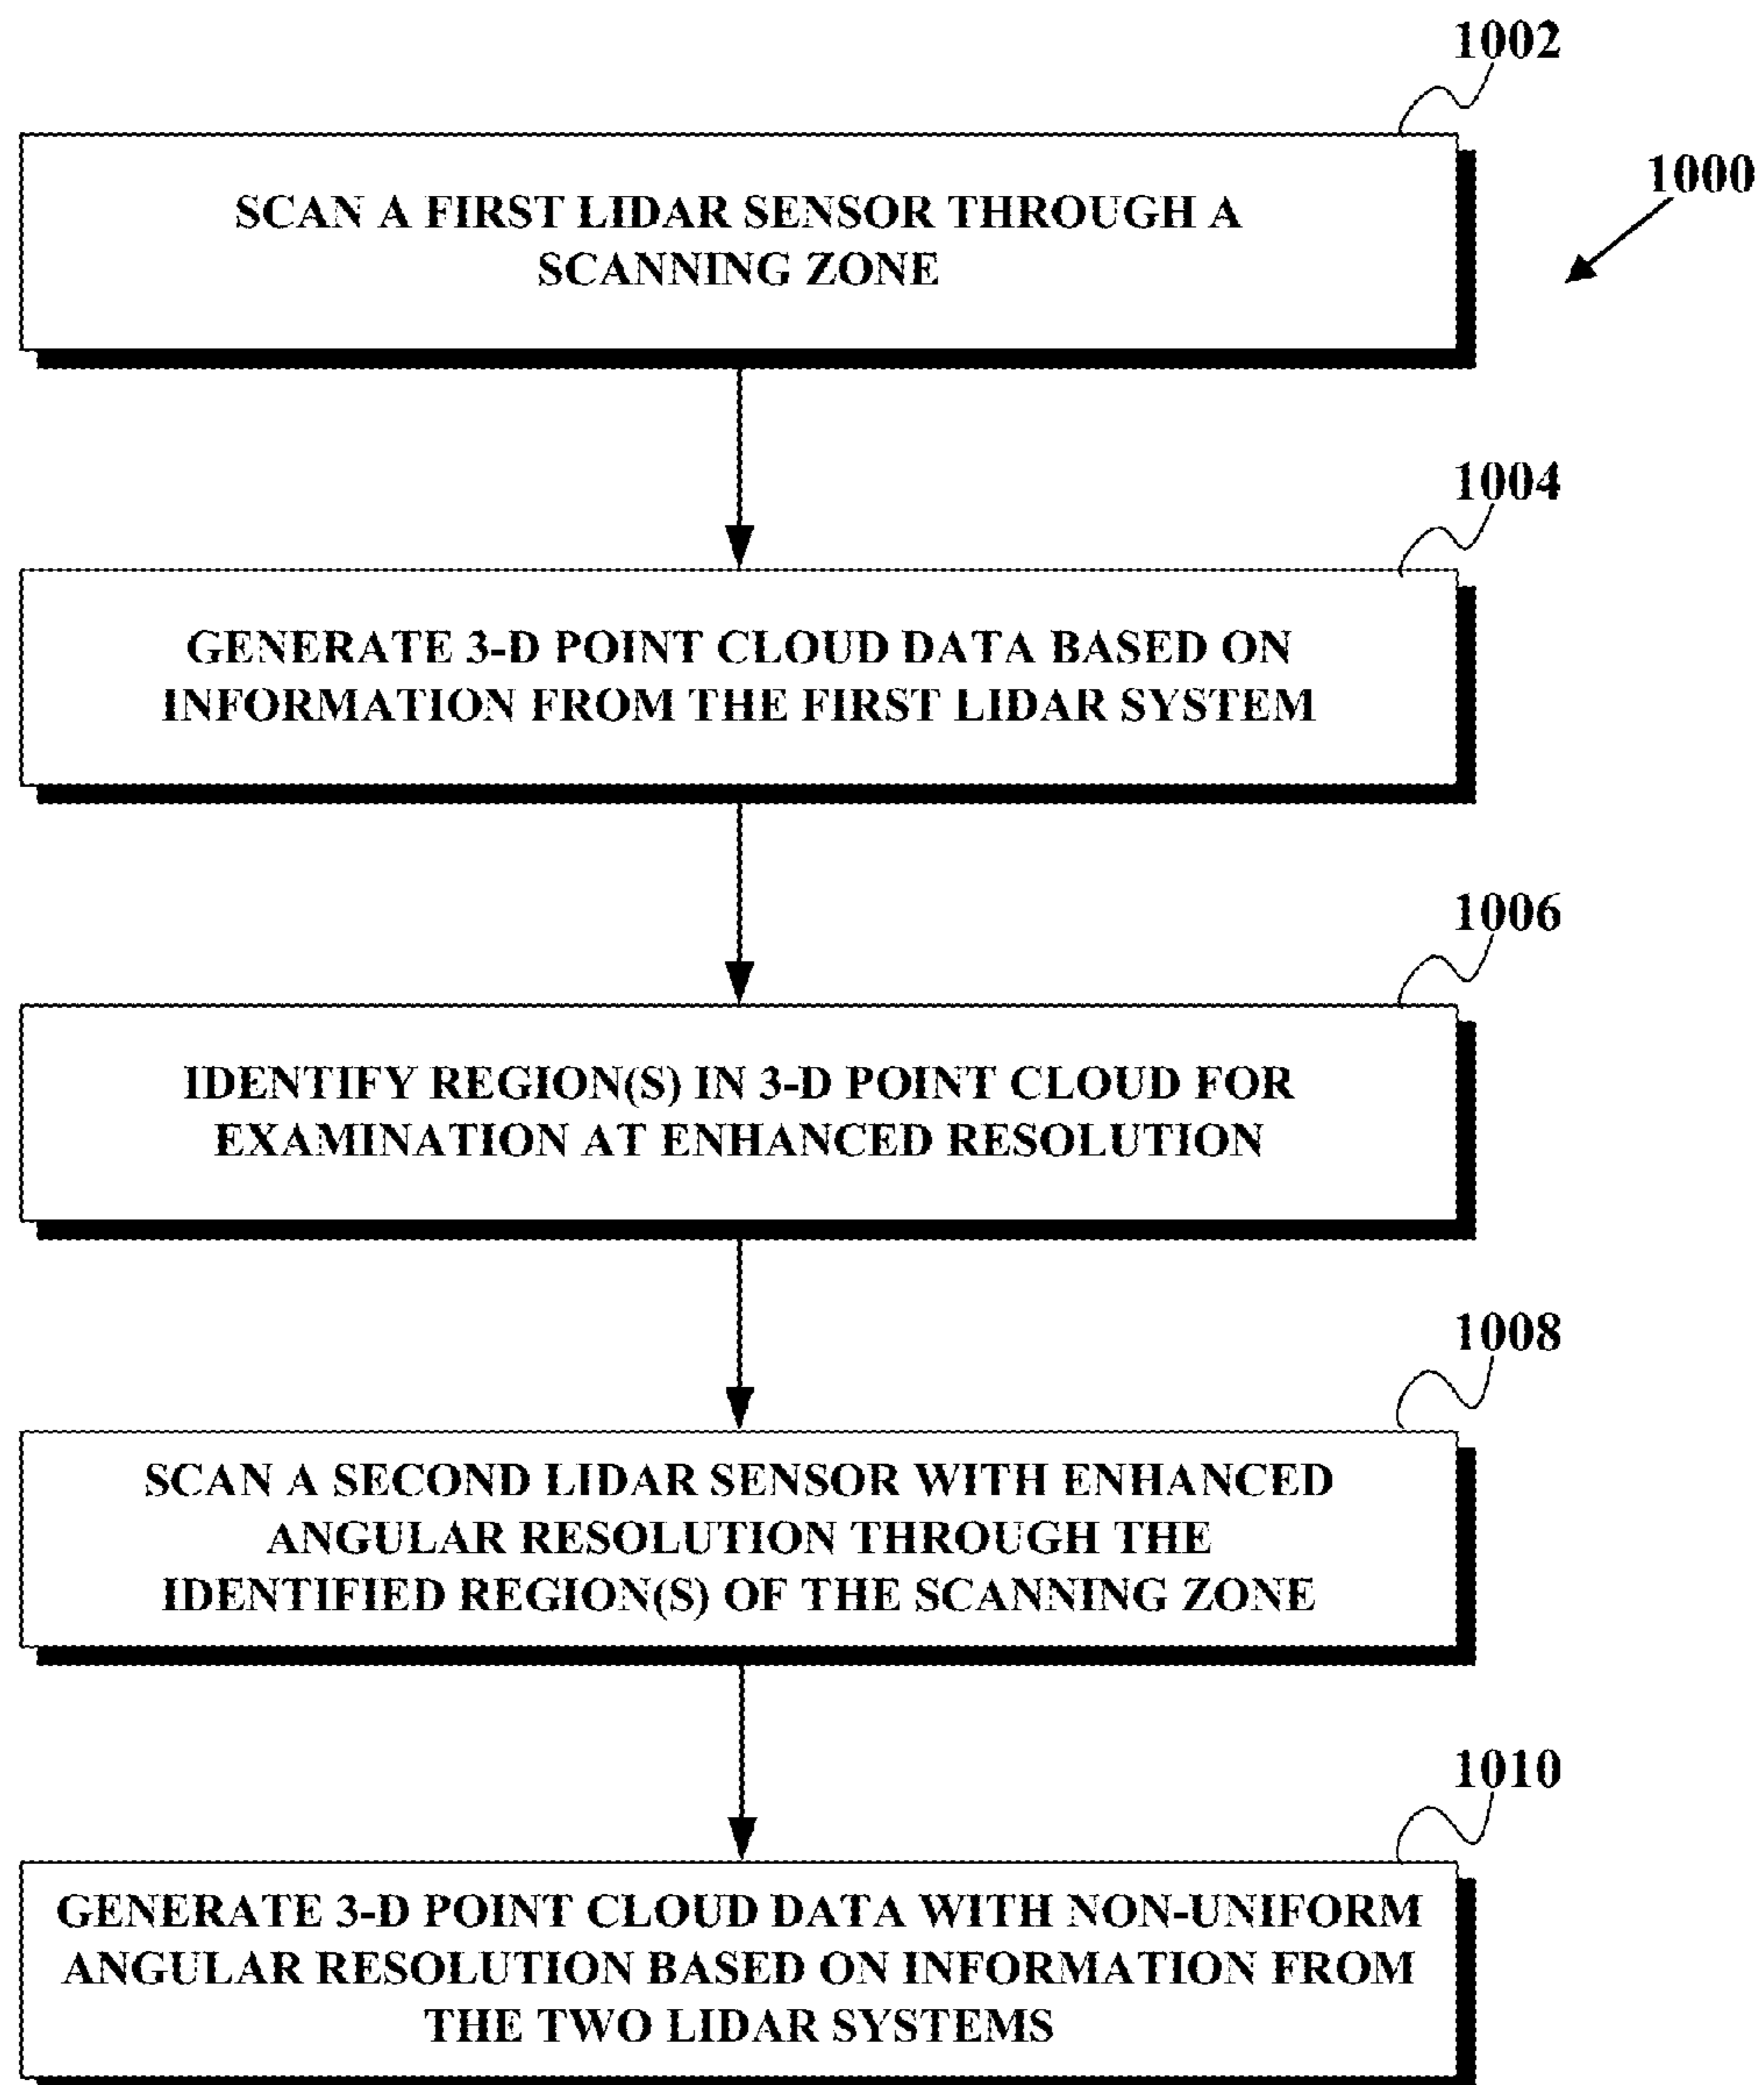 1002
1000
SCAN A FIRST LIDAR SENSOR THROUGH A
SCANNING ZONE
1004
GENERATE 3-D POINT CLOUD DATA BASED ON
INFORMATION FROM THE FIRST LIDAR SYSTEM
1006
IDENTIFY REGION(S) IN 3-D POINT CLOUD FOR
EXAMINATION AT ENHANCED RESOLUTION
1008
SCAN A SECOND LIDAR SENSOR WITH ENHANCED
ANGULAR RESOLUTION THROUGH THE
IDENTIFIED REGION(S) OF THE SCANNING ZONE
1010
GENERATE 3-D POINT CLOUD DATA WITH NON-UNIFORM
ANGULAR RESOLUTION BASED ON INFORMATION FROM
THE TWO LIDAR SYSTEMS